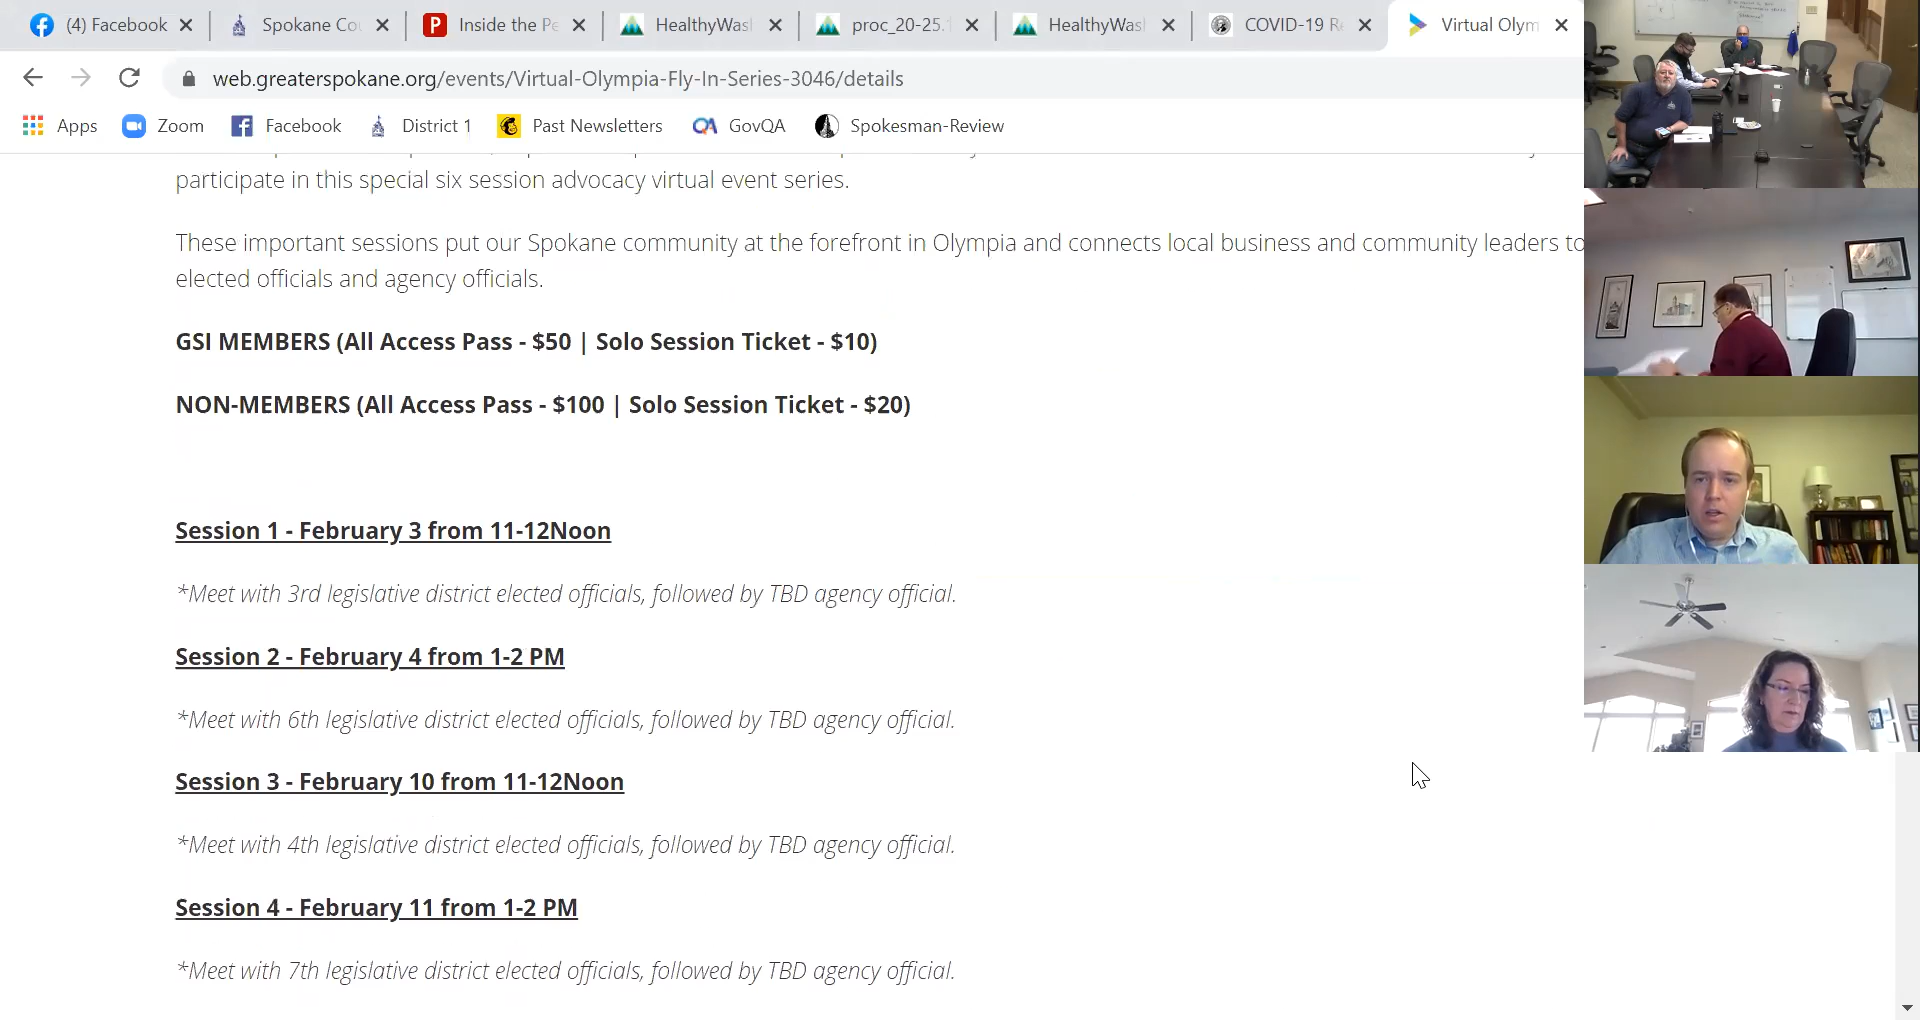 (4) Facebook
Spokane Co
Inside the Pe
HealthyWas
proc_20-25.
HealthyWas
COVID-19 R
Virtual Olym
web.greaterspokane.org/events/Virtual-Olympia-Fly-In-Series-3046/details
Apps
Zoom
Facebook
District 1
Past Newsletters
GovQA
Spokesman-Review
participate in this special six session advocacy virtual event series.
These important sessions put our Spokane community at the forefront in Olympia and connects local business and community leaders to
elected officials and agency officials.
GSI MEMBERS (All Access Pass - $50 | Solo Session Ticket - $10)
NON-MEMBERS (All Access Pass - $100 | Solo Session Ticket - $20)
Session 1 - February 3 from 11-12Noon
*Meet with 3rd legislative district elected officials, followed by TBD agency official.
Session 2 - February 4 from 1-2 PM
*Meet with 6th legislative district elected officials, followed by TBD agency official.
Session 3 - February 10 from 11-12Noon
*Meet with 4th legislative district elected officials, followed by TBD agency official.
Session 4 - February 11 from 1-2 PM
*Meet with 7th legislative district elected officials, followed by TBD agency official.